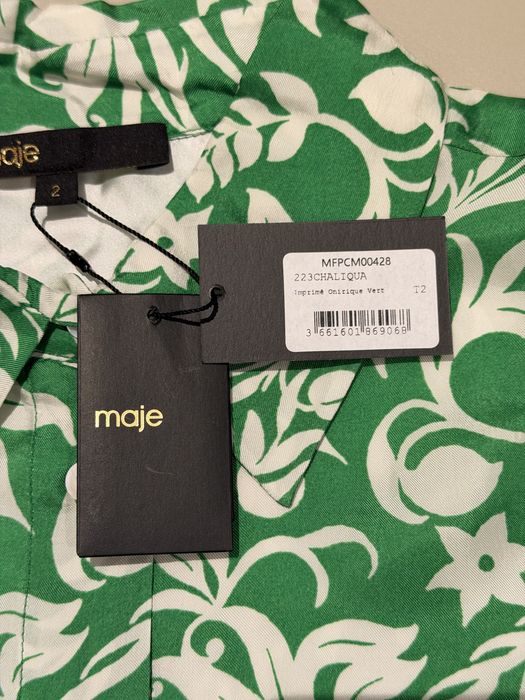 maje
2
MFPCM00428
223CHALIQUA
Imprimé Onirique Vert T2
3 661601 869068
maje